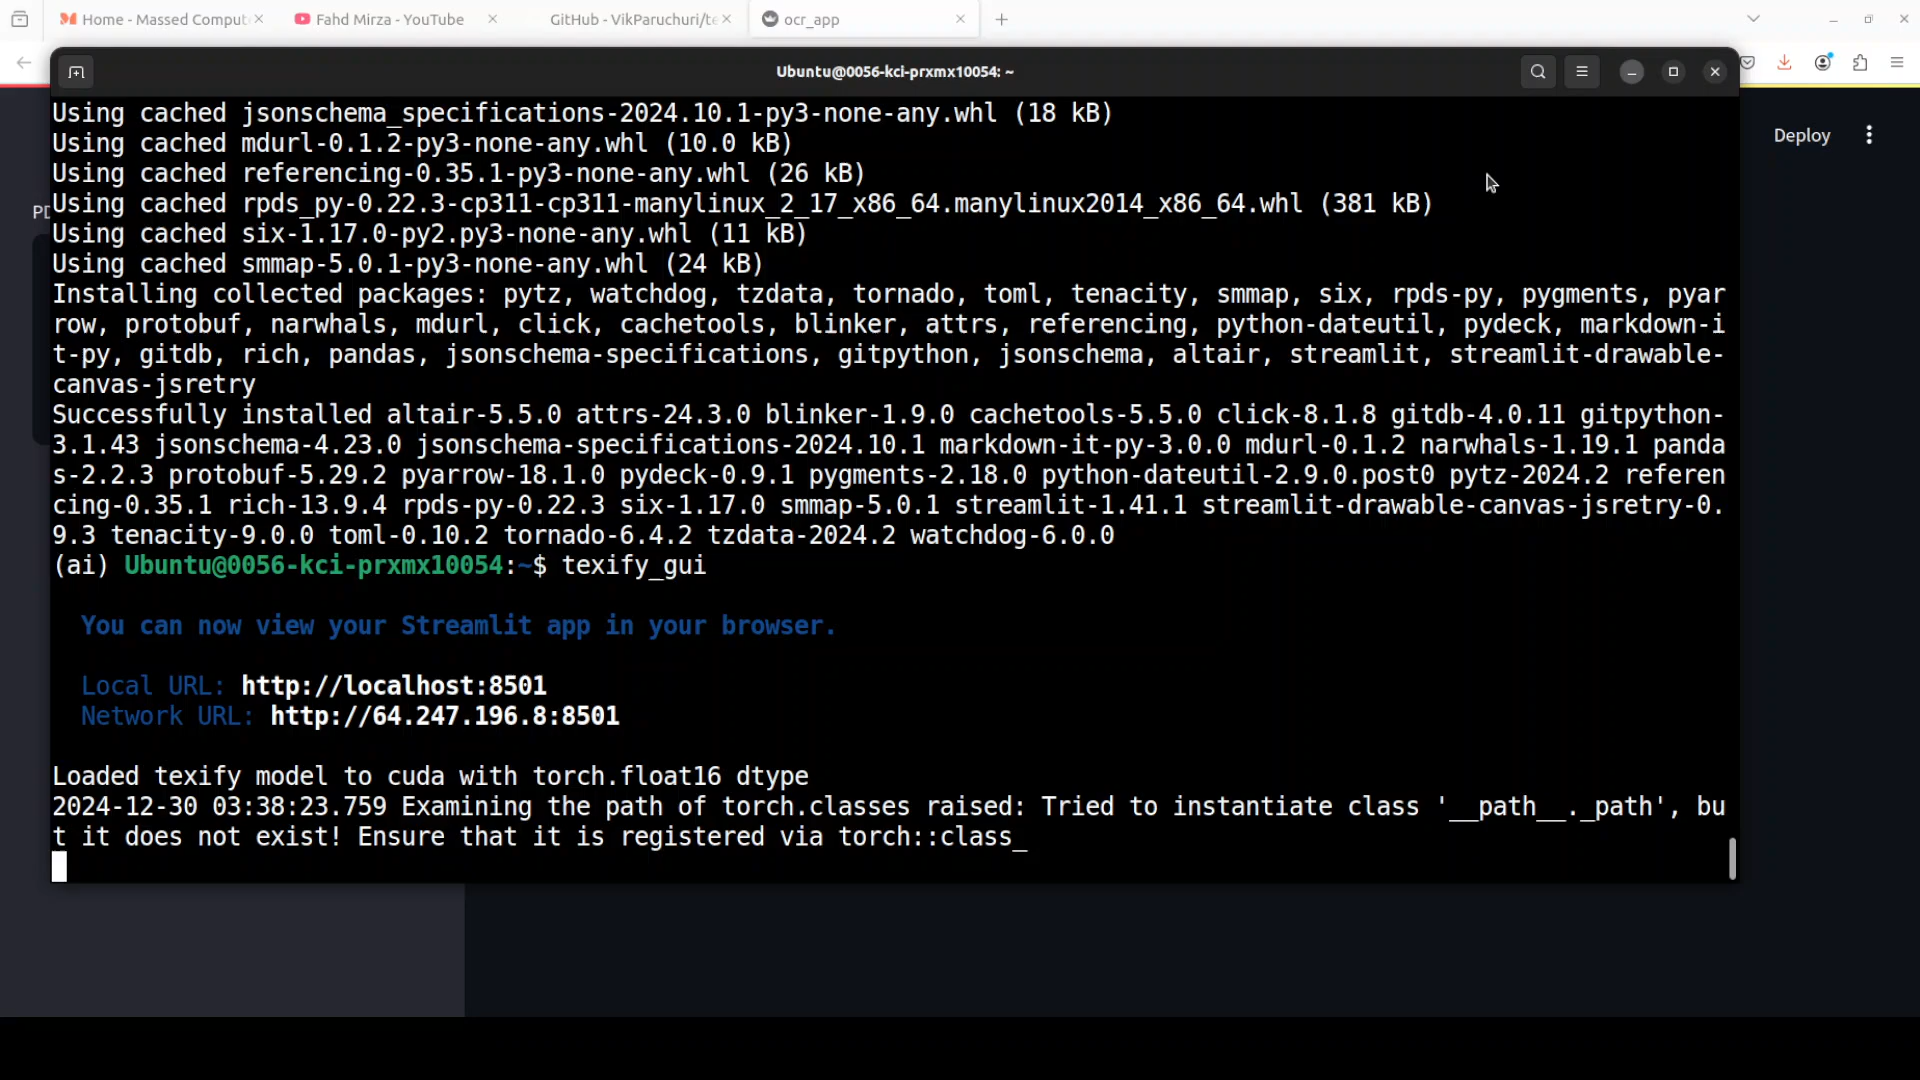 Home - Massed Comput
Fahd Mirza - YouTube
GitHub - VikParuchuri/te
ocr_app
Ubuntu@0056-kci-prxmx10054: ~
Deploy
PD
Using cached jsonschema_specifications-2024.10.1-py3-none-any.whl (18 kB)
Using cached mdurl-0.1.2-py3-none-any.whl (10.0 kB)
Using cached referencing-0.35.1-py3-none-any.whl (26 kB)
Using cached rpds_py-0.22.3-cp311-cp311-manylinux_2_17_x86_64.manylinux2014_x86_64.whl (381 kB)
Using cached six-1.17.0-py2.py3-none-any.whl (11 kB)
Using cached smmap-5.0.1-py3-none-any.whl (24 kB)
Installing collected packages: pytz, watchdog, tzdata, tornado, toml, tenacity, smmap, six, rpds-py, pygments, pyar
row, protobuf, narwhals, mdurl, click, cachetools, blinker, attrs, referencing, python-dateutil, pydeck, markdown-i
t-py, gitdb, rich, pandas, jsonschema-specifications, gitpython, jsonschema, altair, streamlit, streamlit-drawable-
canvas-jsretry
Successfully installed altair-5.5.0 attrs-24.3.0 blinker-1.9.0 cachetools-5.5.0 click-8.1.8 gitdb-4.0.11 gitpython-
3.1.43 jsonschema-4.23.0 jsonschema-specifications-2024.10.1 markdown-it-py-3.0.0 mdurl-0.1.2 narwhals-1.19.1 panda
s-2.2.3 protobuf-5.29.2 pyarrow-18.1.0 pydeck-0.9.1 pygments-2.18.0 python-dateutil-2.9.0.post0 pytz-2024.2 referen
cing-0.35.1 rich-13.9.4 rpds-py-0.22.3 six-1.17.0 smmap-5.0.1 streamlit-1.41.1 streamlit-drawable-canvas-jsretry-0.
9.3 tenacity-9.0.0 toml-0.10.2 tornado-6.4.2 tzdata-2024.2 watchdog-6.0.0
(ai) Ubuntu@0056-kci-prxmx10054:~$ texify_gui
You can now view your Streamlit app in your browser.
Local URL: http://localhost:8501
Network URL: http://64.247.196.8:8501
Loaded texify model to cuda with torch.float16 dtype
2024-12-30 03:38:23.759 Examining the path of torch.classes raised: Tried to instantiate class '__path__._path', bu
t it does not exist! Ensure that it is registered via torch::class_